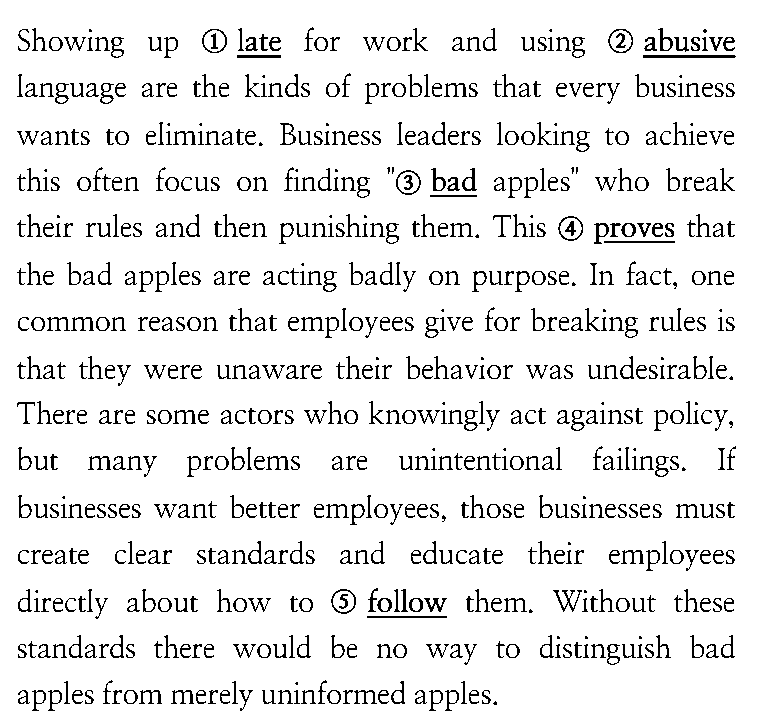 Showing up ① late for work and using ② abusive
language are the kinds of problems that every business
wants to eliminate. Business leaders looking to achieve
this often focus on finding "③ bad apples" who break
their rules and then punishing them. This ④ proves that
the bad apples are acting badly on purpose. In fact, one
common reason that employees give for breaking rules is
that they were unaware their behavior was undesirable.
There are some actors who knowingly act against policy,
but many problems are unintentional failings. If
businesses want better employees, those businesses must
create clear standards and educate their employees
directly about how to ⑤ follow them. Without these
standards there would be no way to distinguish bad
apples from merely uninformed apples.